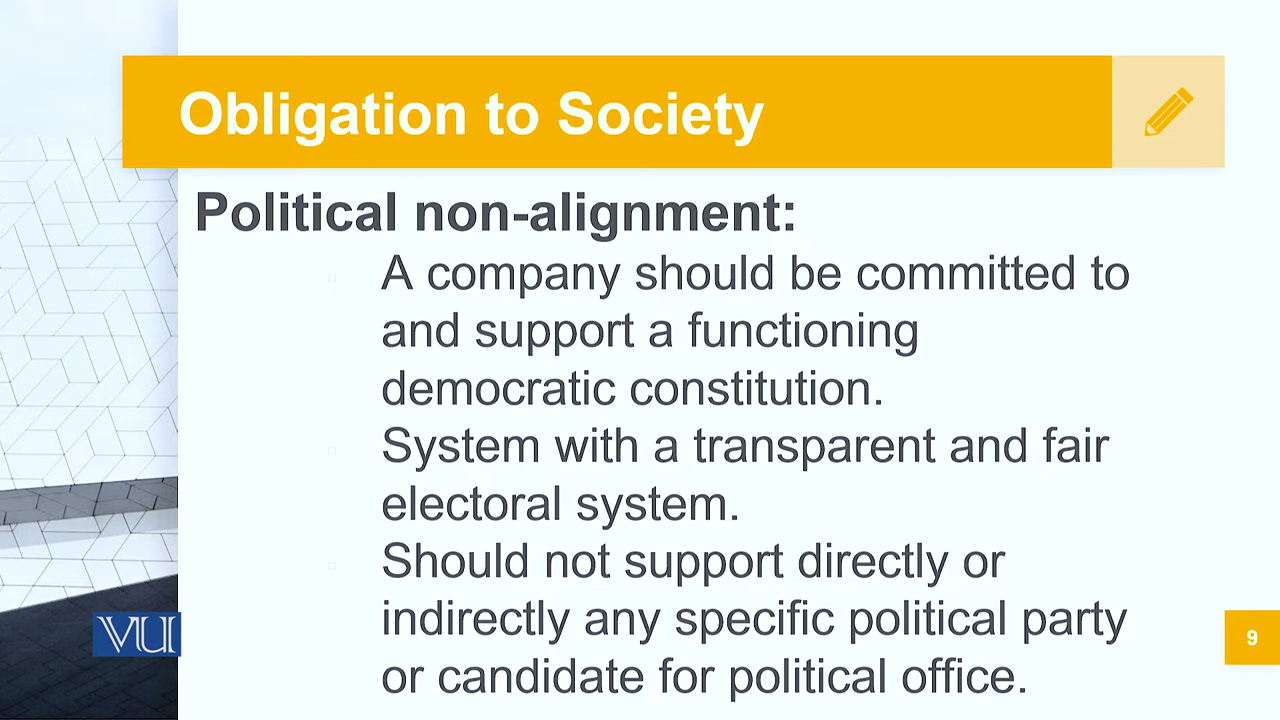 Obligation to Society
Political non-alignment:
A company should be committed to
and support a functioning
democratic constitution.
System with a transparent and fair
electoral system.
Should not support directly or
indirectly any specific political party
or candidate for political office.
VU
9